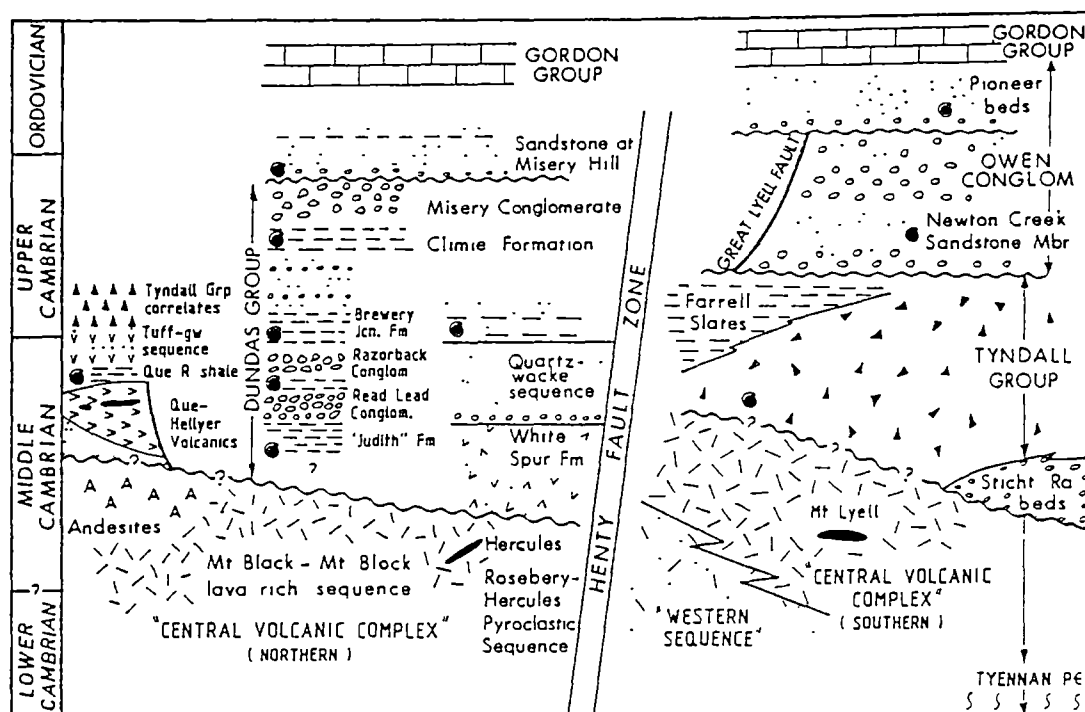 ORDOVICIAN
UPPER
CAMBRIAN
MIDDLE
CAMBRIAN
?
LOWER
CAMBRIAN
GORDON
GROUP
Sandstone at
Misery Hill
Misery Conglomerate
Climie Formation
DUNDAS GROUP
Brewery
Jcn. Fm
Razorback
Conglom
Read Lead
Conglom.
"Judith" Fm
?
Tyndall Grp
correlates
Tuff-gw
sequence
Que R shale
Que-
Hellyer
Volcanics
?
?
Quartz-
wacke
sequence
White
Spur Fm
A A A A
A A A
Andesites
Mt Black - Mt Block
lava rich sequence
"CENTRAL VOLCANIC COMPLEX"
( NORTHERN )
Hercules
Rosebery-
Hercules
Pyroclastic
Sequence
HENTY FAULT ZONE
GORDON
GROUP
Pioneer
beds
GREAT LYELL FAULT
OWEN
CONGLOM
Newton Creek
Sandstone Mbr
Farrell
Slates
TYNDALL
GROUP
?
?
?
Sticht Ra
beds
Mt Lyell
"CENTRAL VOLCANIC
COMPLEX"
( SOUTHERN )
"WESTERN
SEQUENCE"
TYENNAN P€